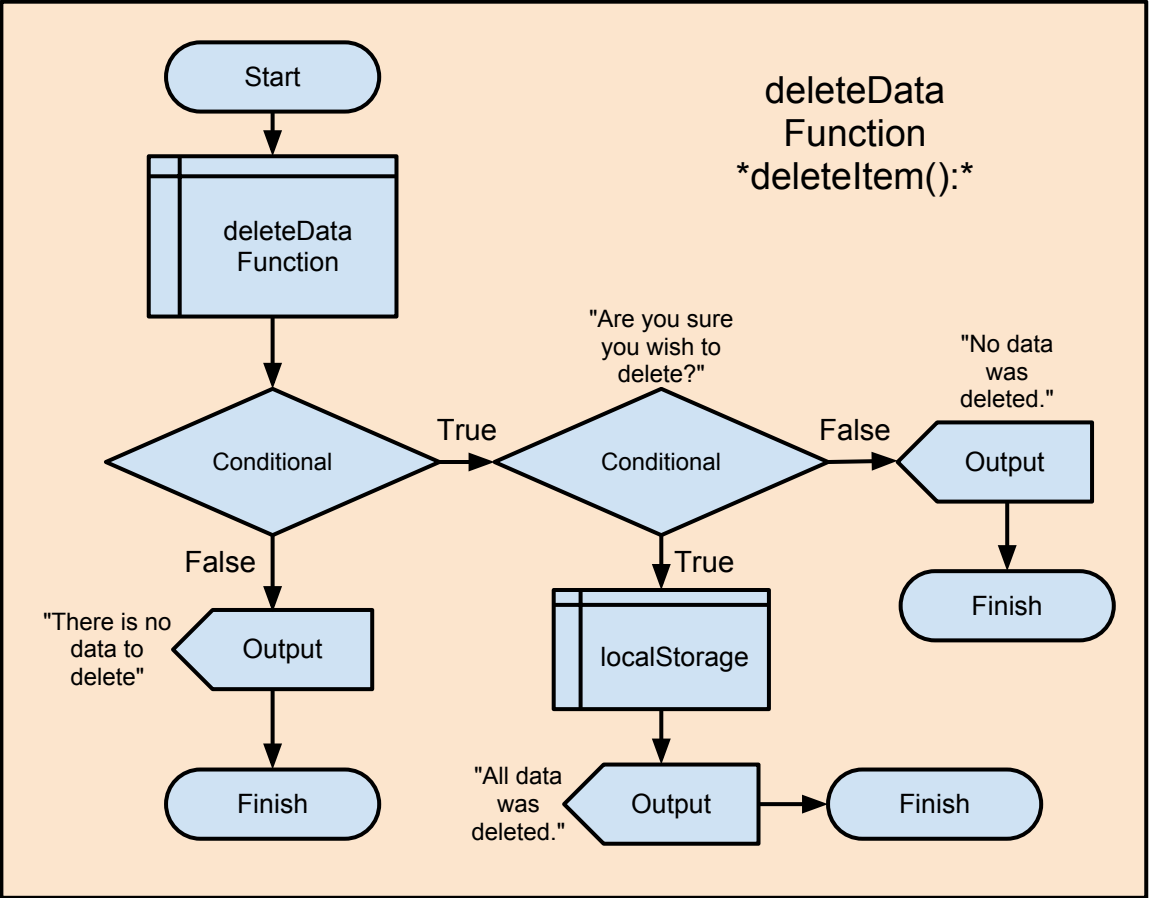 Start
deleteData
Function
*deleteItem():*
deleteData
Function
"Are you sure
you wish to
delete?"
"No data
was
deleted."
Conditional
True
Conditional
False
Output
False
True
Finish
"There is no
data to
delete"
Output
localStorage
Finish
"All data
was
deleted."
Output
Finish